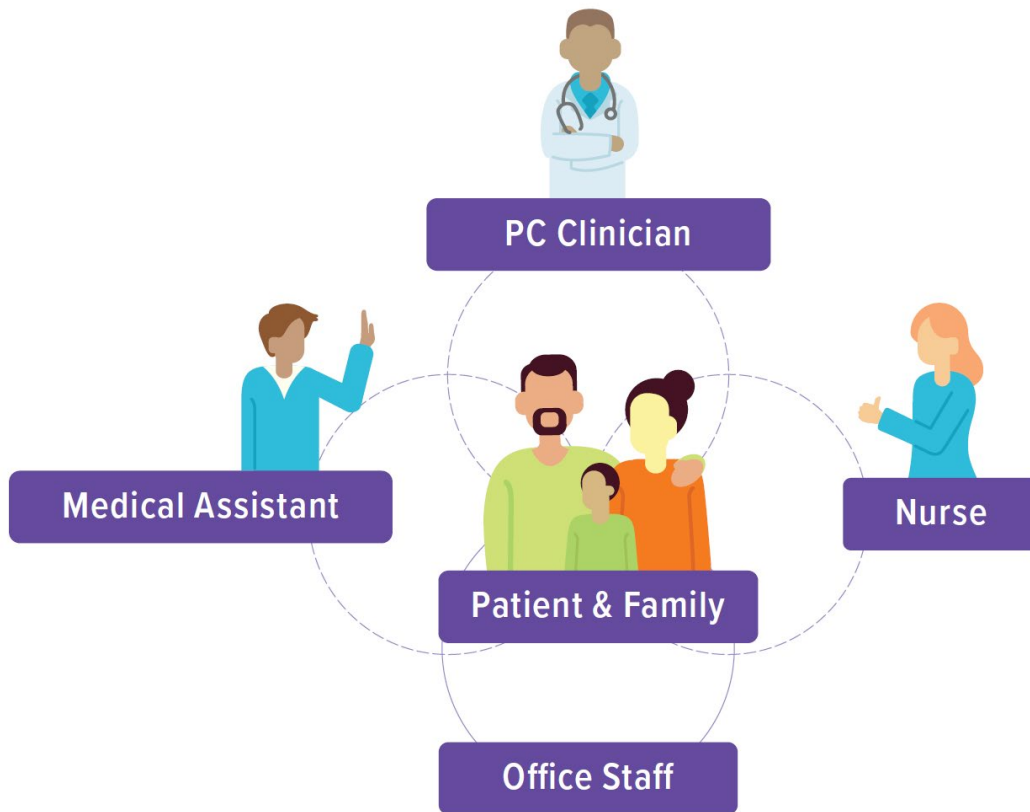 PC Clinician
Medical Assistant
Nurse
Patient & Family
Office Staff